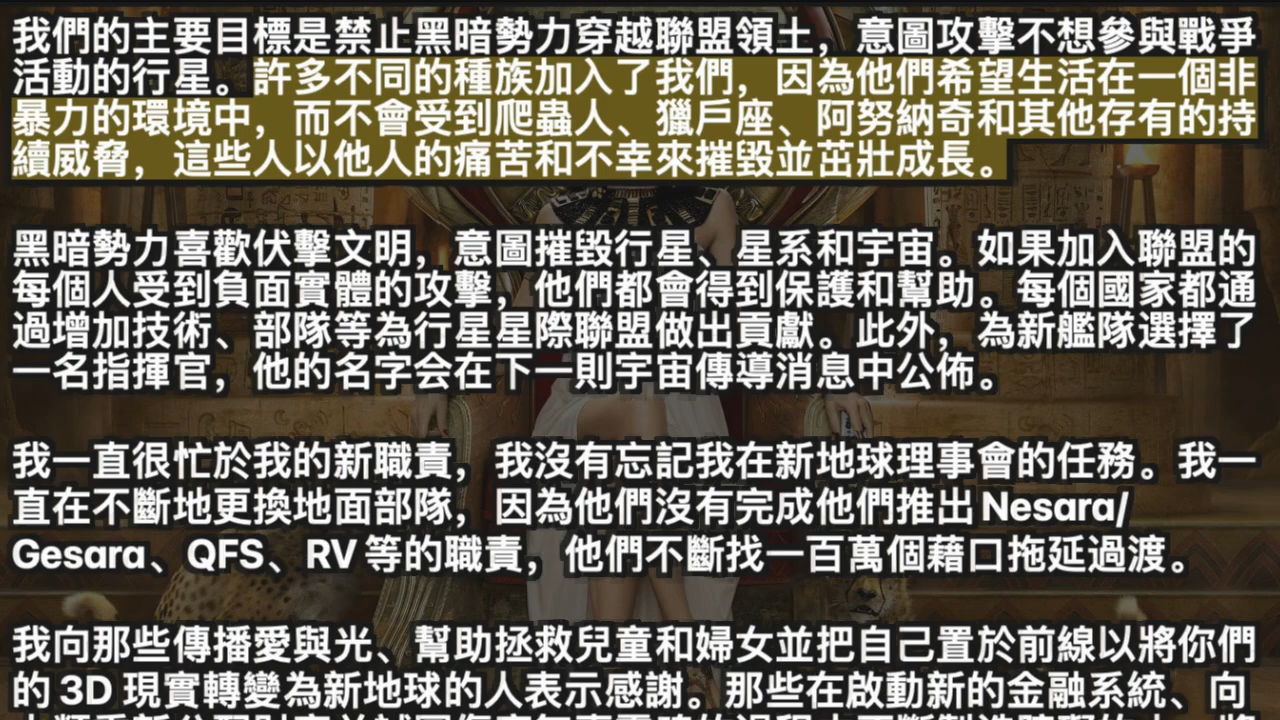 我們的主要目標是禁止黑暗勢力穿越聯盟領土，意圖攻擊不想參與戰爭
活動的行星。許多不同的種族加入了我們，因為他們希望生活在一個非
暴力的環境中，而不會受到爬蟲人、獵戶座、阿努納奇和其他存有的持
續威脅，這些人以他人的痛苦和不幸來摧毀並茁壯成長。
黑暗勢力喜歡伏擊文明，意圖摧毀行星、星系和宇宙。如果加入聯盟的
每個人受到負面實體的攻擊，他們都會得到保護和幫助。每個國家都通
過增加技術、部隊等為行星星際聯盟做出貢獻。此外，為新艦隊選擇了
一名指揮官，他的名字会在下一則宇宙傳導消息中公佈。
我一直很忙於我的新職責，我沒有忘記我在新地球理事會的任務。我一
直在不斷地更換地面部隊，因為他們沒有完成他們推出 Nesara/
Gesara、QFS、RV 等的職責，他們不斷找一百萬個藉口拖延過渡。
我向那些傳播愛與光、幫助拯救兒童和婦女並把自己置於前線以將你們
的 3D 現實轉變為新地球的人表示感謝。那些在啟動新的金融系統、向